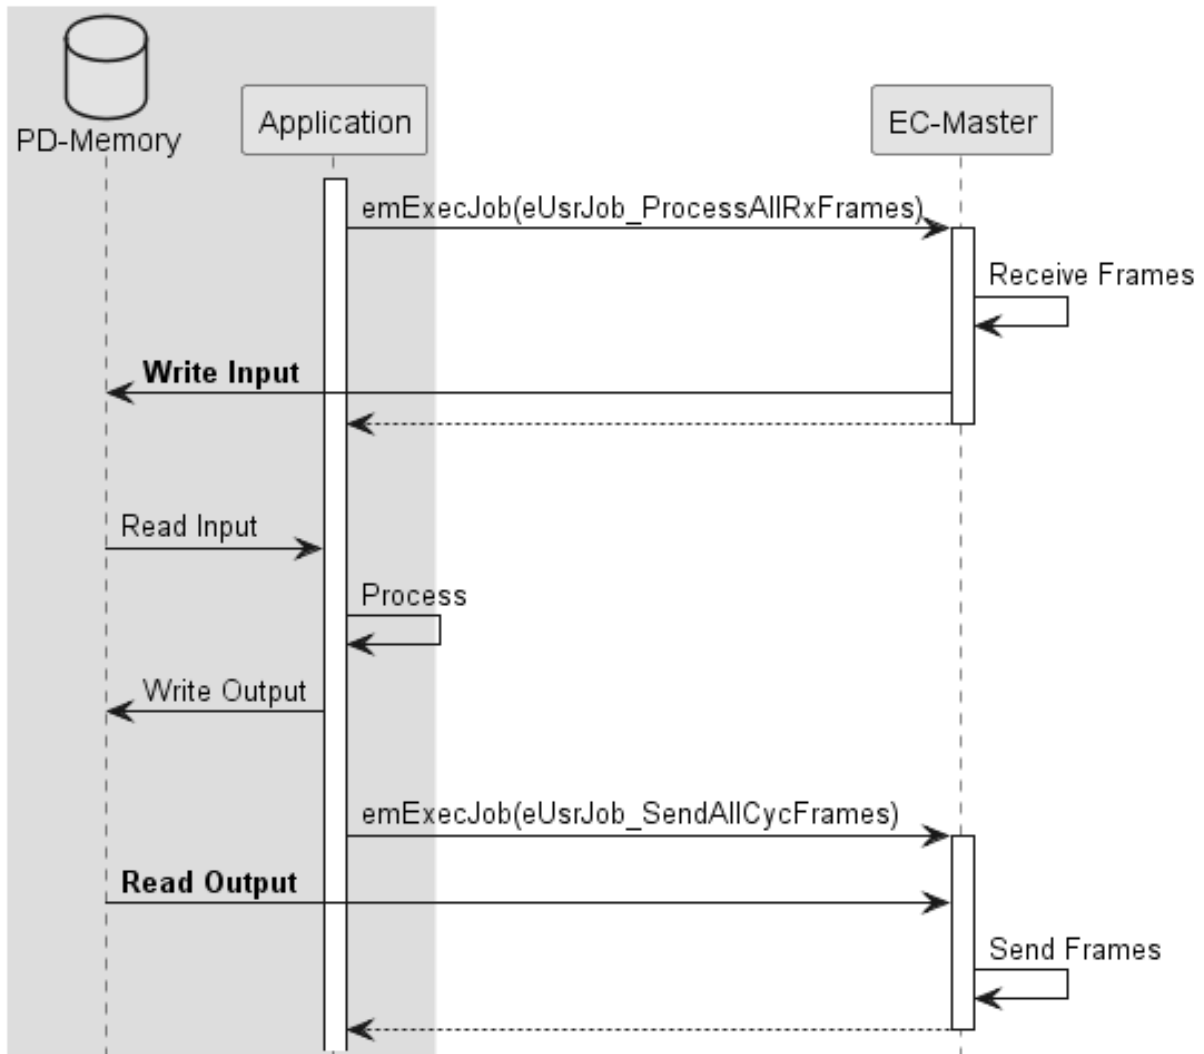 PD-Memory
Application
EC-Master
emExecJob(eUsrJob_ProcessAllRxFrames)
Receive Frames
Write Input
Read Input
Process
Write Output
emExecJob(eUsrJob_SendAllCycFrames)
Read Output
Send Frames